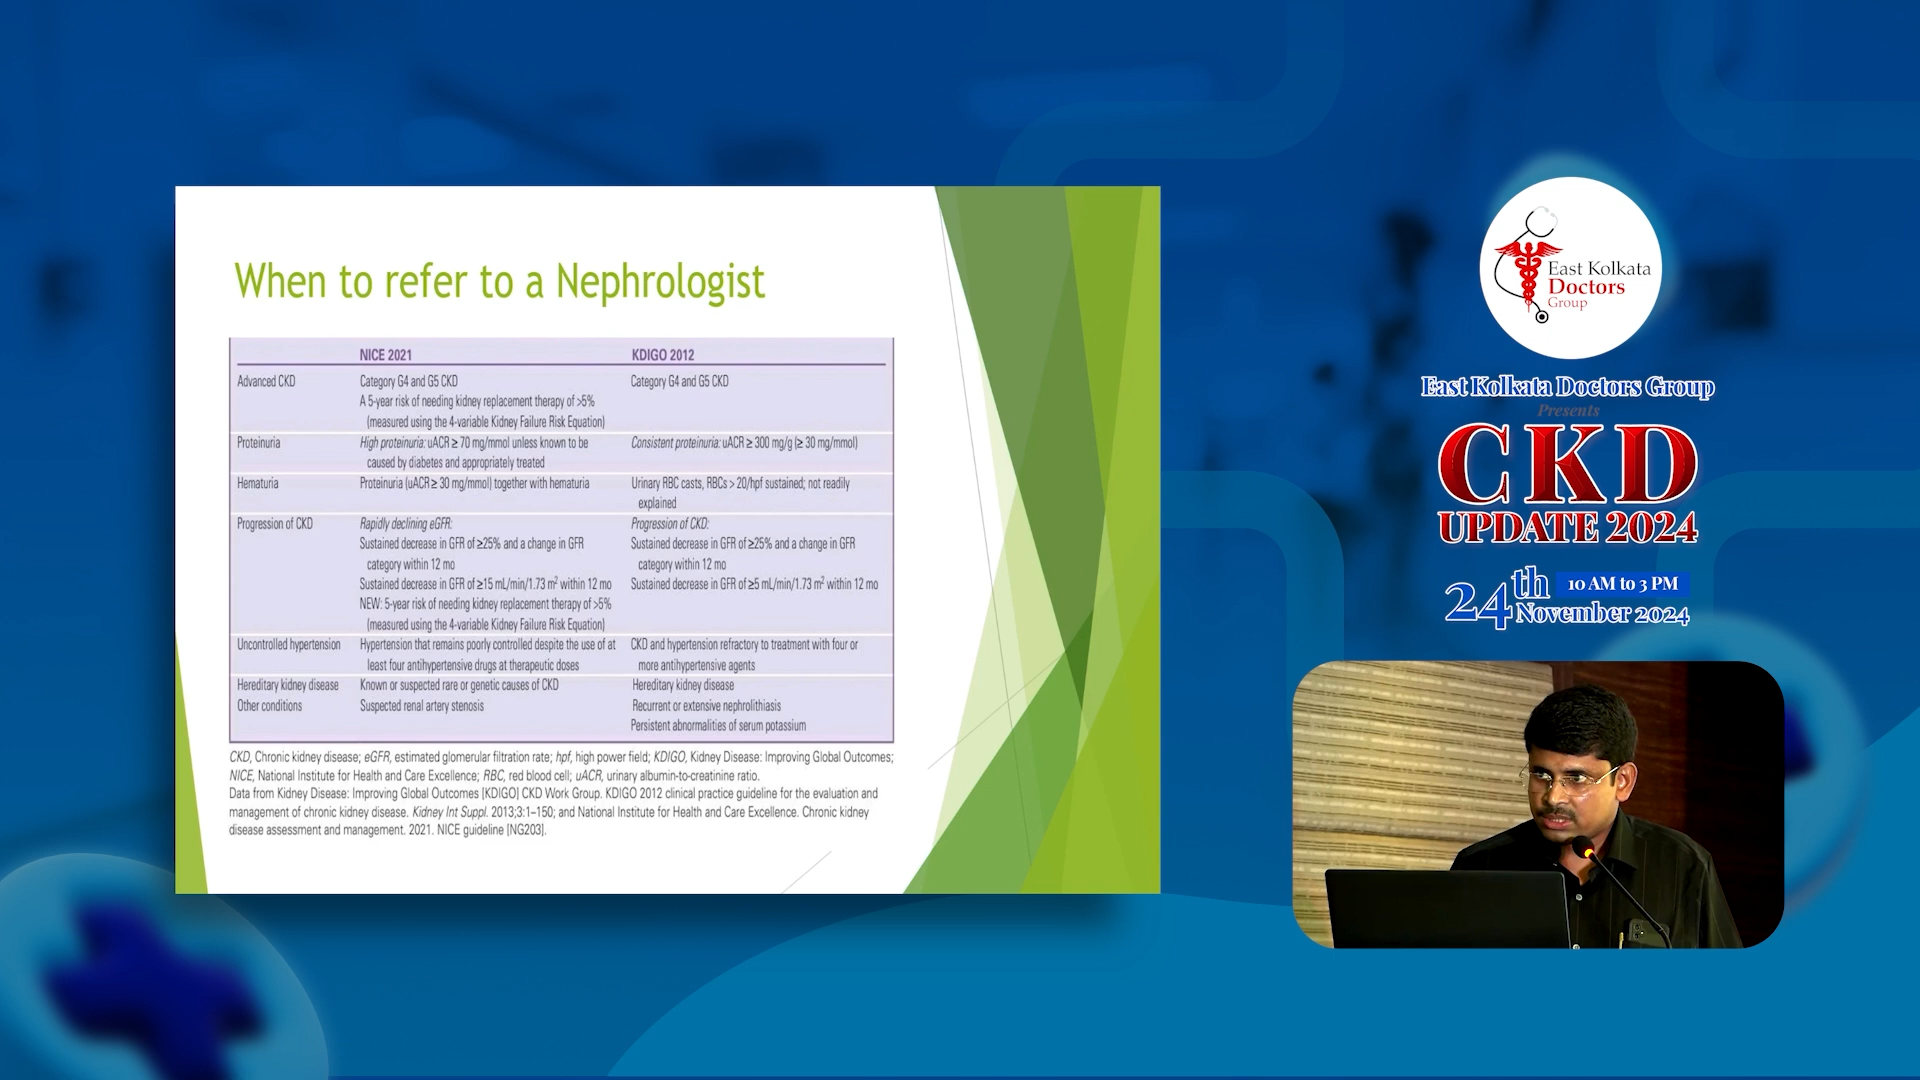 When to refer to a Nephrologist
NICE 2021 KDIGO 2012
Advanced CKD Category G4 and G5 CKD Category G4 and G5 CKD
A 5-year risk of needing kidney replacement therapy of >5%
(measured using the 4-variable Kidney Failure Risk Equation)
Proteinuria High proteinuria: uACR ≥ 70 mg/mmol unless known to be Consistent proteinuria: uACR ≥ 300 mg/g (≥ 30 mg/mmol)
caused by diabetes and appropriately treated
Hematuria Proteinuria (uACR ≥ 30 mg/mmol) together with hematuria Urinary RBC casts, RBCs > 20/hpf sustained; not readily
explained
Progression of CKD Rapidly declining eGFR: Progression of CKD:
Sustained decrease in GFR of ≥25% and a change in GFR Sustained decrease in GFR of ≥25% and a change in GFR
category within 12 mo category within 12 mo
Sustained decrease in GFR of ≥15 mL/min/1.73 m² within 12 mo Sustained decrease in GFR of ≥5 mL/min/1.73 m² within 12 mo
NEW: 5-year risk of needing kidney replacement therapy of >5%
(measured using the 4-variable Kidney Failure Risk Equation)
Uncontrolled hypertension Hypertension that remains poorly controlled despite the use of at CKD and hypertension refractory to treatment with four or
least four antihypertensive drugs at therapeutic doses more antihypertensive agents
Hereditary kidney disease Known or suspected rare or genetic causes of CKD Hereditary kidney disease
Other conditions Suspected renal artery stenosis Recurrent or extensive nephrolithiasis
Persistent abnormalities of serum potassium
CKD, Chronic kidney disease; eGFR, estimated glomerular filtration rate; hpf, high power field; KDIGO, Kidney Disease: Improving Global Outcomes;
NICE, National Institute for Health and Care Excellence; RBC, red blood cell; uACR, urinary albumin-to-creatinine ratio.
Data from Kidney Disease: Improving Global Outcomes [KDIGO] CKD Work Group. KDIGO 2012 clinical practice guideline for the evaluation and
management of chronic kidney disease. Kidney Int Suppl. 2013;3:1–150; and National Institute for Health and Care Excellence. Chronic kidney
disease assessment and management. 2021. NICE guideline [NG203].
East Kolkata
Doctors
Group
East Kolkata Doctors Group
Presents
CKD
UPDATE 2024
24th 10 AM to 3 PM
November 2024